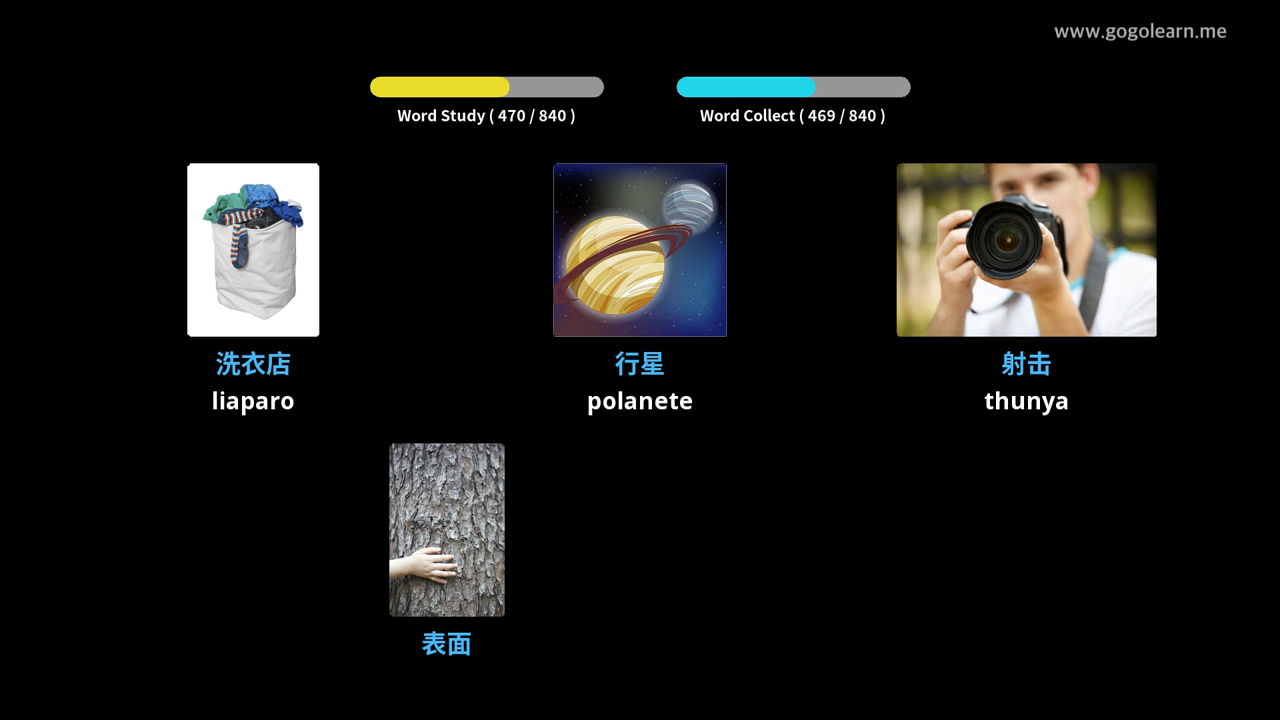 www.gogolearn.me
Word Study ( 470 / 840 )
Word Collect ( 469 / 840 )
洗衣店
liaparo
行星
polanete
射击
thunya
表面